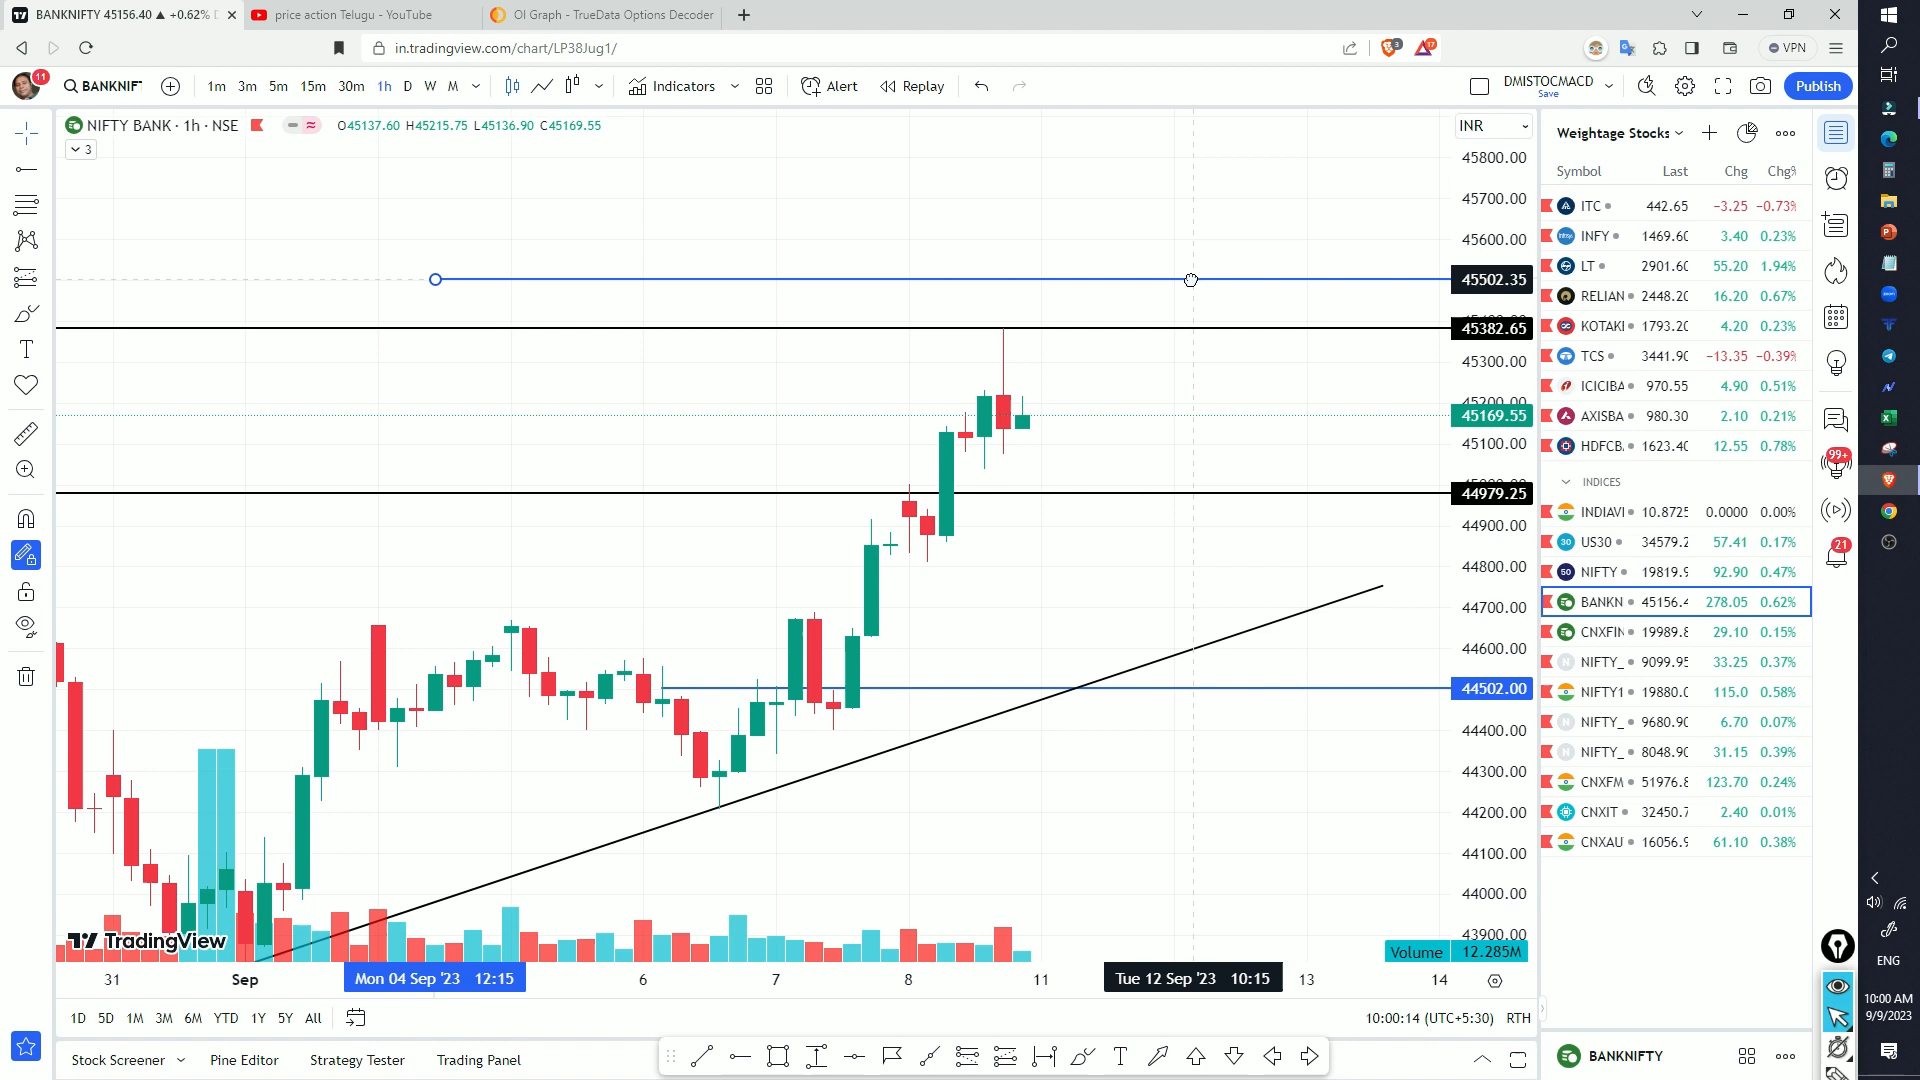 BANKNIFTY 45156.40 ▲ +0.62%
price action Telugu - YouTube
OI Graph - TrueData Options Decoder
in.tradingview.com/chart/LP38Jug1/
3
17
VPN
11
BANKNIF
1m 3m 5m 15m 30m 1h D W M
Indicators
Alert
Replay
DMISTOCMACD
Save
Publish
NIFTY BANK · 1h · NSE
O45137.60 H45215.75 L45136.90 C45169.55
3
INR
45800.00
45700.00
45600.00
45502.35
45382.65
45300.00
45169.55
45100.00
44979.25
44900.00
44800.00
44700.00
44600.00
44502.00
44400.00
44300.00
44200.00
44100.00
44000.00
43900.00
Volume 12.285M
TradingView
31 Sep Mon 04 Sep '23 12:15 6 7 8 11 Tue 12 Sep '23 10:15 13 14
1D 5D 1M 3M 6M YTD 1Y 5Y All
10:00:14 (UTC+5:30) RTH
Stock Screener
Pine Editor
Strategy Tester
Trading Panel
Weightage Stocks
Symbol Last Chg Chg%
ITC 442.65 −3.25 −0.73%
INFY 1469.60 3.40 0.23%
LT 2901.60 55.20 1.94%
RELIAN 2448.20 16.20 0.67%
KOTAKI 1793.20 4.20 0.23%
TCS 3441.90 −13.35 −0.39%
ICICIBA 970.55 4.90 0.51%
AXISBA 980.30 2.10 0.21%
HDFCB 1623.40 12.55 0.78%
INDICES
INDIAVI 10.8725 0.0000 0.00%
30 US30 34579.2 57.41 0.17%
50 NIFTY 19819.9 92.90 0.47%
BANKN 45156.4 278.05 0.62%
CNXFIN 19989.8 29.10 0.15%
N NIFTY_ 9099.95 33.25 0.37%
NIFTY1 19880.0 115.0 0.58%
N NIFTY_ 9680.90 6.70 0.07%
N NIFTY_ 8048.90 31.15 0.39%
CNXFM 51976.8 123.70 0.24%
CNXIT 32450.7 2.40 0.01%
CNXAU 16056.9 61.10 0.38%
BANKNIFTY
99+
21
ENG
10:00 AM
9/9/2023